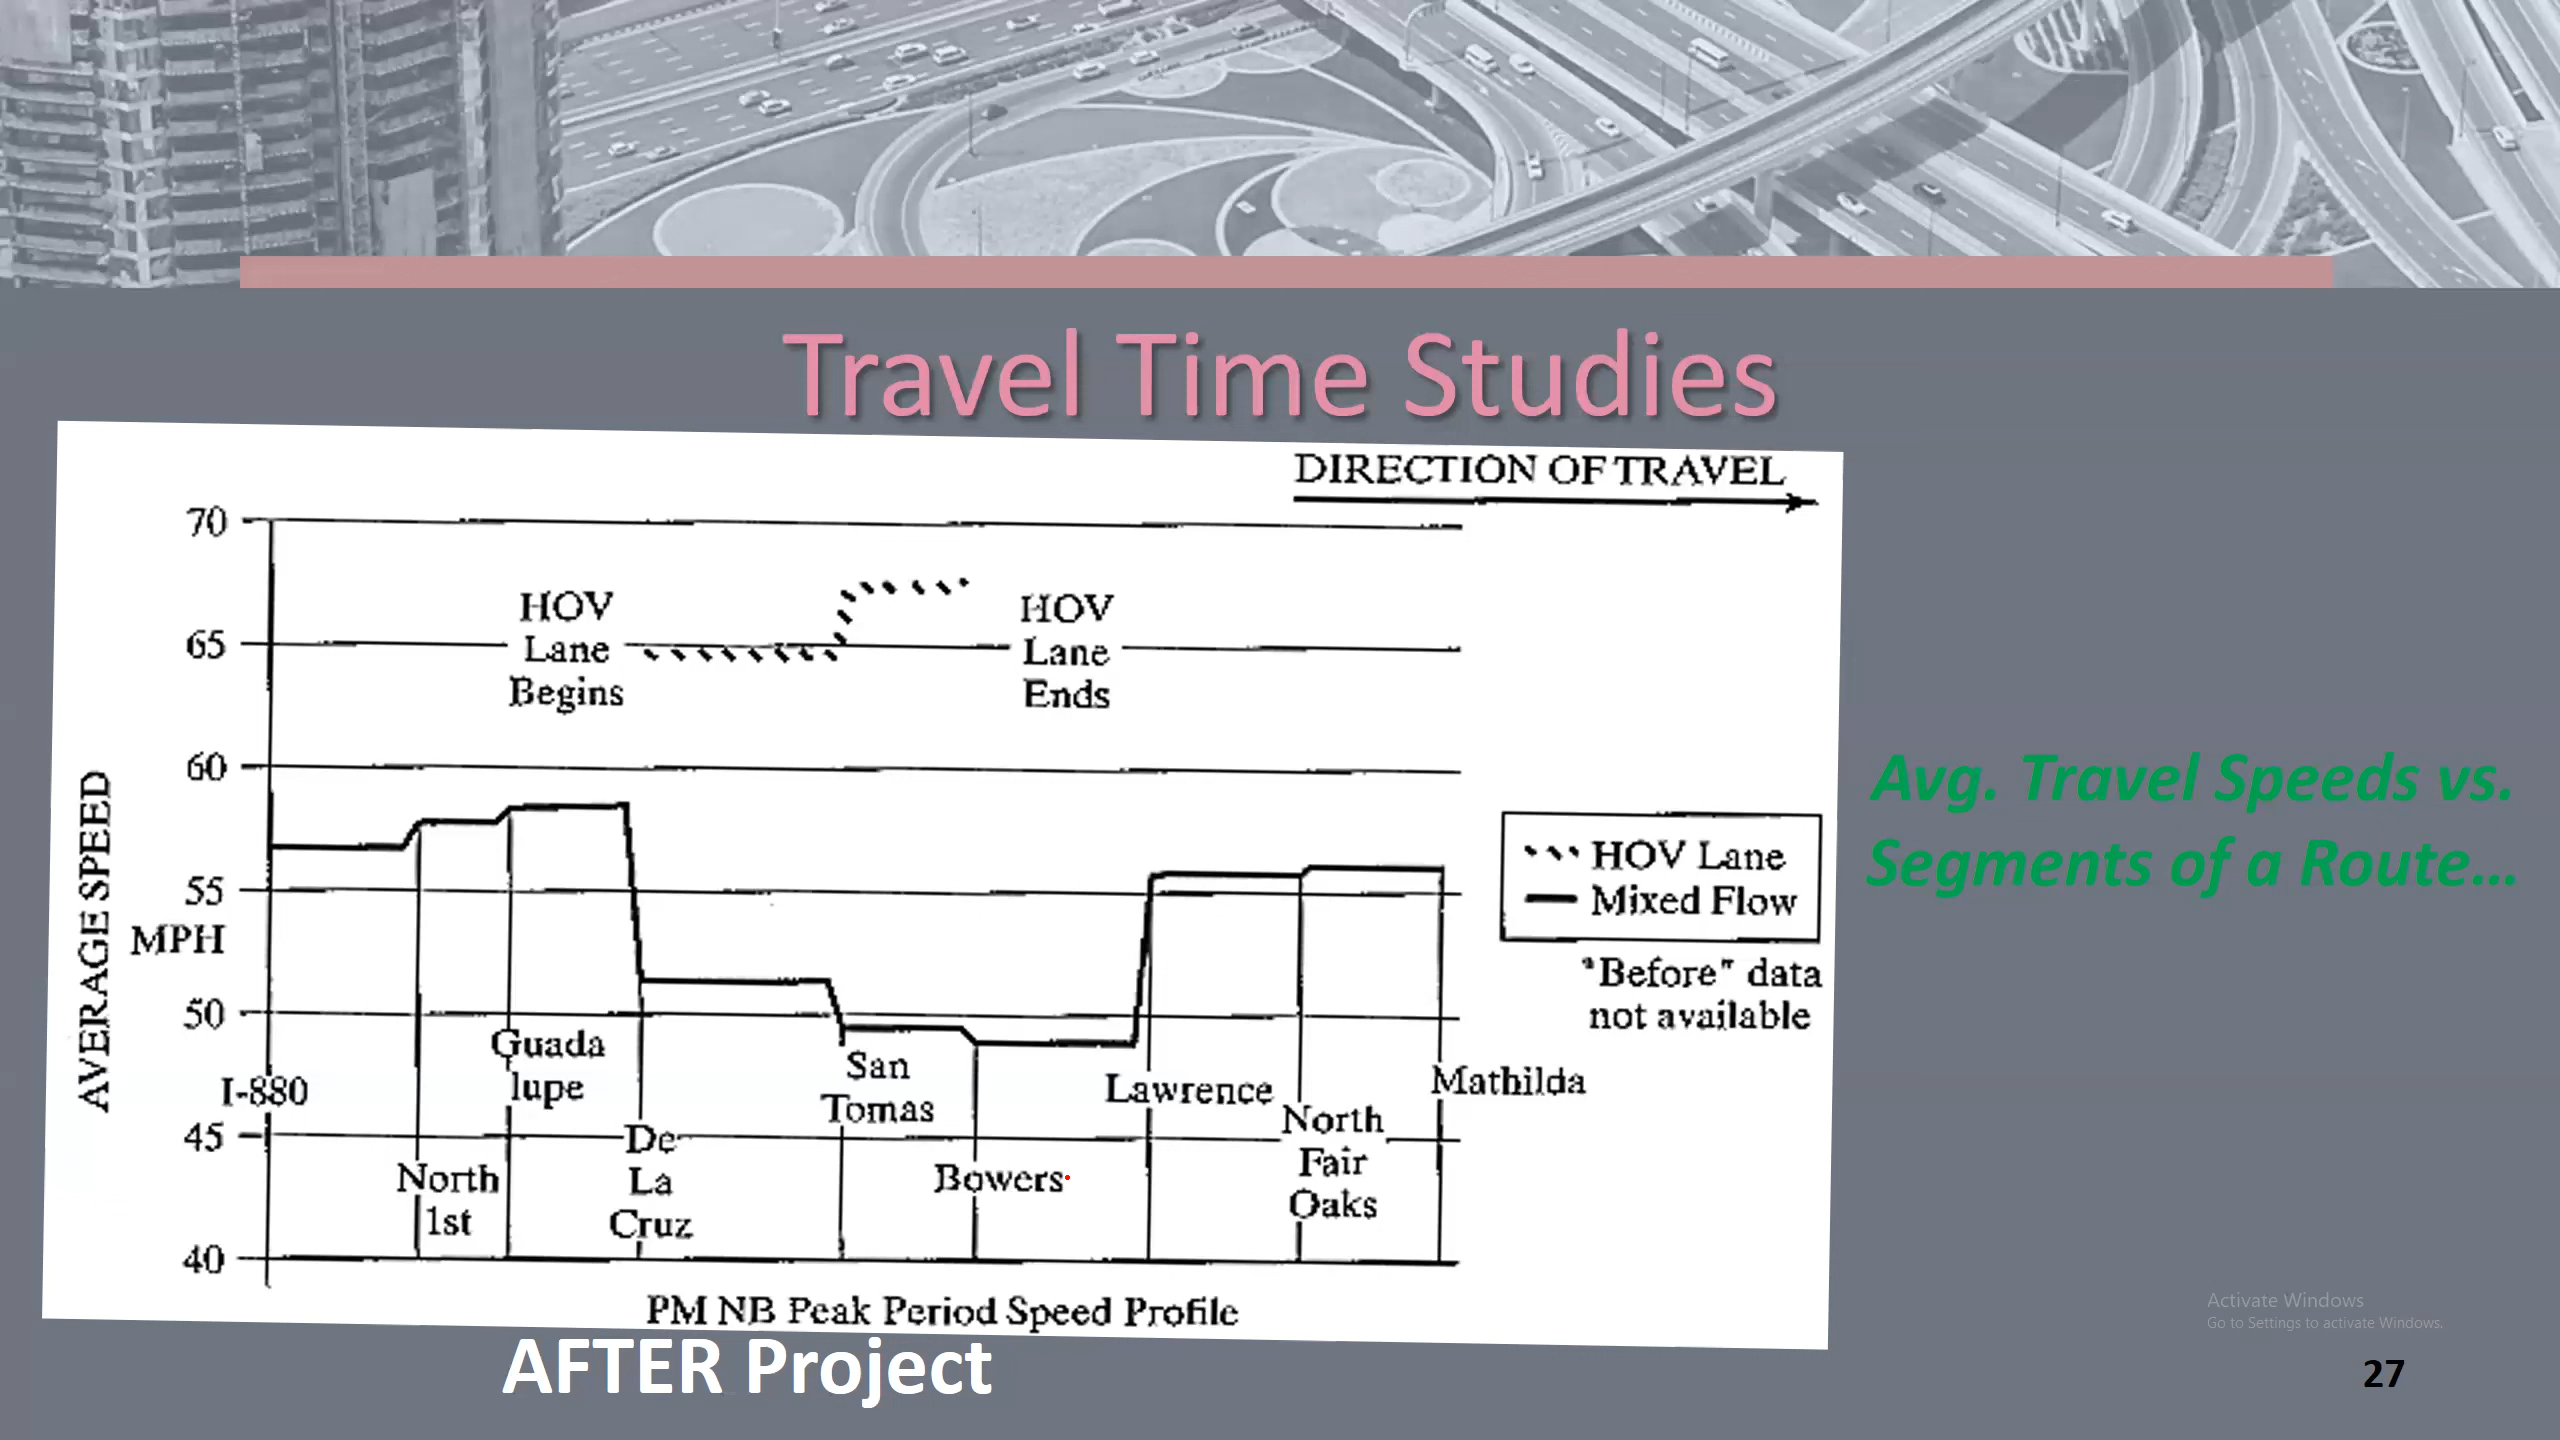 Travel Time Studies
DIRECTION OF TRAVEL
70
65
60
55
50
45
40
AVERAGE SPEED
MPH
HOV
Lane
Begins
HOV
Lane
Ends
I-880
North
1st
Guada
lupe
De
La
Cruz
San
Tomas
Bowers
Lawrence
North
Fair
Oaks
Mathilda
HOV Lane
Mixed Flow
"Before" data
not available
PM NB Peak Period Speed Profile
Avg. Travel Speeds vs.
Segments of a Route...
AFTER Project
Activate Windows
Go to Settings to activate Windows.
27